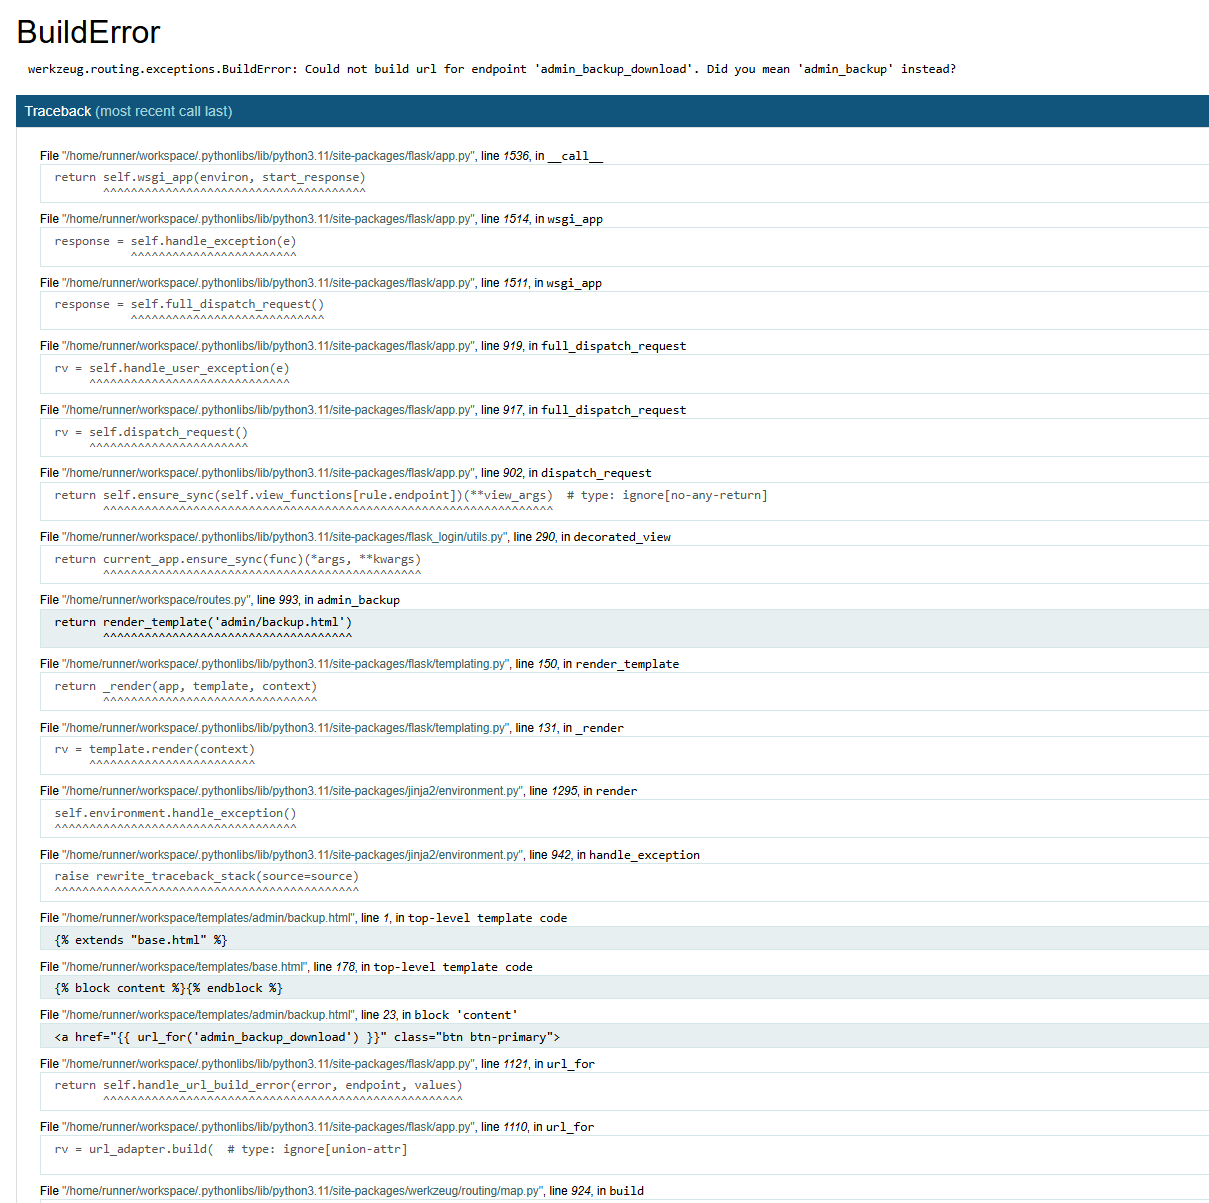 BuildError
werkzeug.routing.exceptions.BuildError: Could not build url for endpoint 'admin_backup_download'. Did you mean 'admin_backup' instead?
Traceback (most recent call last)
File "/home/runner/workspace/.pythonlibs/lib/python3.11/site-packages/flask/app.py", line 1536, in __call__
return self.wsgi_app(environ, start_response)
^^^^^^^^^^^^^^^^^^^^^^^^^^^^^^^^^^^^^^
File "/home/runner/workspace/.pythonlibs/lib/python3.11/site-packages/flask/app.py", line 1514, in wsgi_app
response = self.handle_exception(e)
^^^^^^^^^^^^^^^^^^^^^^^^
File "/home/runner/workspace/.pythonlibs/lib/python3.11/site-packages/flask/app.py", line 1511, in wsgi_app
response = self.full_dispatch_request()
^^^^^^^^^^^^^^^^^^^^^^^^^^^^
File "/home/runner/workspace/.pythonlibs/lib/python3.11/site-packages/flask/app.py", line 919, in full_dispatch_request
rv = self.handle_user_exception(e)
^^^^^^^^^^^^^^^^^^^^^^^^^^^^^
File "/home/runner/workspace/.pythonlibs/lib/python3.11/site-packages/flask/app.py", line 917, in full_dispatch_request
rv = self.dispatch_request()
^^^^^^^^^^^^^^^^^^^^^^^
File "/home/runner/workspace/.pythonlibs/lib/python3.11/site-packages/flask/app.py", line 902, in dispatch_request
return self.ensure_sync(self.view_functions[rule.endpoint])(**view_args)  # type: ignore[no-any-return]
^^^^^^^^^^^^^^^^^^^^^^^^^^^^^^^^^^^^^^^^^^^^^^^^^^^^^^^^^^^^^^^^^
File "/home/runner/workspace/.pythonlibs/lib/python3.11/site-packages/flask_login/utils.py", line 290, in decorated_view
return current_app.ensure_sync(func)(*args, **kwargs)
^^^^^^^^^^^^^^^^^^^^^^^^^^^^^^^^^^^^^^^^^^^^^^
File "/home/runner/workspace/routes.py", line 993, in admin_backup
return render_template('admin/backup.html')
^^^^^^^^^^^^^^^^^^^^^^^^^^^^^^^^^^^^
File "/home/runner/workspace/.pythonlibs/lib/python3.11/site-packages/flask/templating.py", line 150, in render_template
return _render(app, template, context)
^^^^^^^^^^^^^^^^^^^^^^^^^^^^^^^
File "/home/runner/workspace/.pythonlibs/lib/python3.11/site-packages/flask/templating.py", line 131, in _render
rv = template.render(context)
^^^^^^^^^^^^^^^^^^^^^^^^
File "/home/runner/workspace/.pythonlibs/lib/python3.11/site-packages/jinja2/environment.py", line 1295, in render
self.environment.handle_exception()
^^^^^^^^^^^^^^^^^^^^^^^^^^^^^^^^^^^
File "/home/runner/workspace/.pythonlibs/lib/python3.11/site-packages/jinja2/environment.py", line 942, in handle_exception
raise rewrite_traceback_stack(source=source)
^^^^^^^^^^^^^^^^^^^^^^^^^^^^^^^^^^^^^^^^^^^^
File "/home/runner/workspace/templates/admin/backup.html", line 1, in top-level template code
{% extends "base.html" %}
File "/home/runner/workspace/templates/base.html", line 178, in top-level template code
{% block content %}{% endblock %}
File "/home/runner/workspace/templates/admin/backup.html", line 23, in block 'content'
<a href="{{ url_for('admin_backup_download') }}" class="btn btn-primary">
File "/home/runner/workspace/.pythonlibs/lib/python3.11/site-packages/flask/app.py", line 1121, in url_for
return self.handle_url_build_error(error, endpoint, values)
^^^^^^^^^^^^^^^^^^^^^^^^^^^^^^^^^^^^^^^^^^^^^^^^^^^^
File "/home/runner/workspace/.pythonlibs/lib/python3.11/site-packages/flask/app.py", line 1110, in url_for
rv = url_adapter.build(  # type: ignore[union-attr]
File "/home/runner/workspace/.pythonlibs/lib/python3.11/site-packages/werkzeug/routing/map.py", line 924, in build